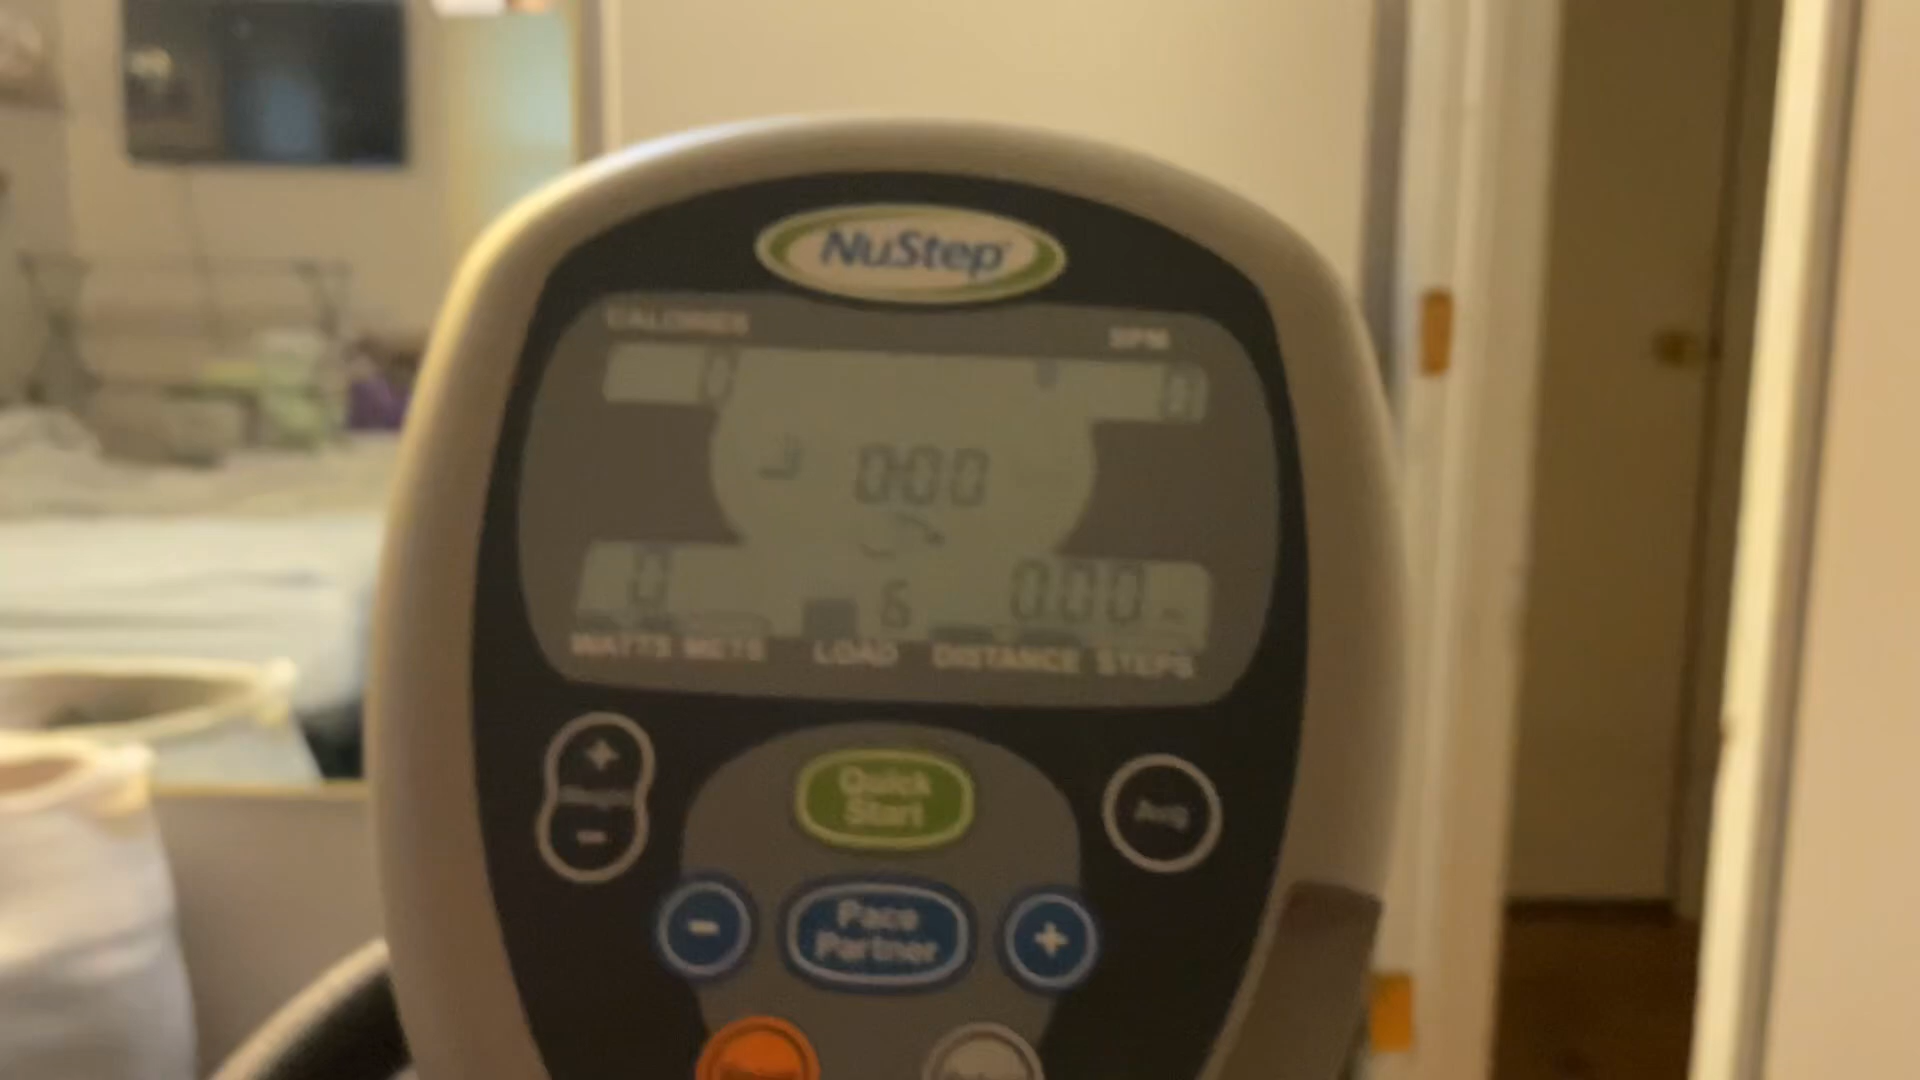 NuStep
CALORIES
SPM
0
0
0:00
0
6
0.00
WATTS METS LOAD DISTANCE STEPS
+
-
Quick
Start
Avg
-
Pace
Partner
+